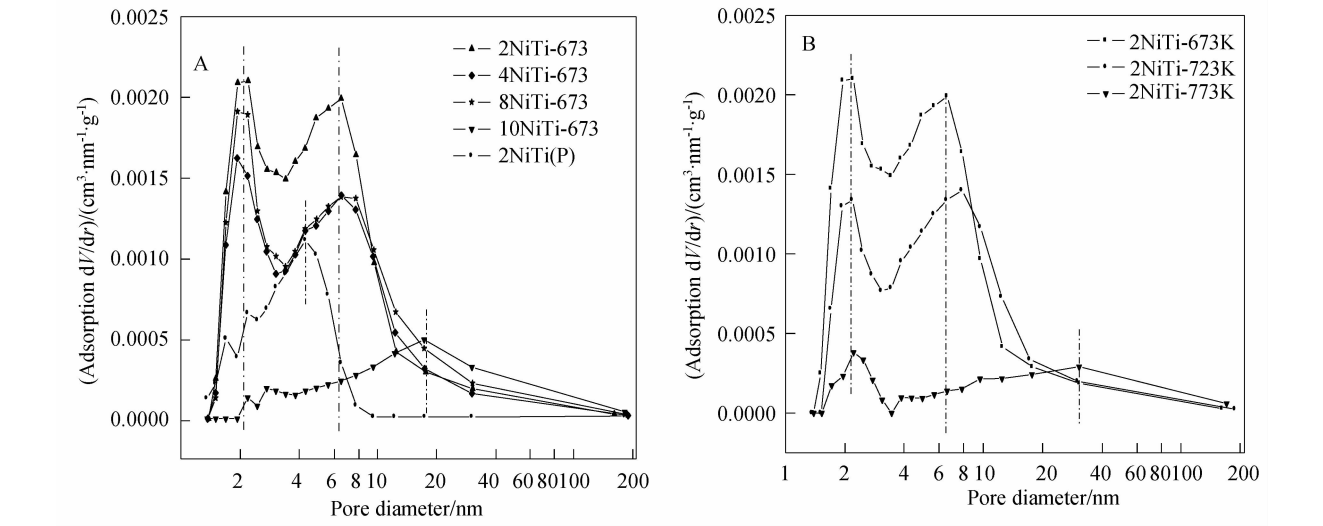 A
2NiTi-673
4NiTi-673
8NiTi-673
10NiTi-673
2NiTi(P)
(Adsorption dV/dr)/(cm³·nm⁻¹·g⁻¹)
0.0025
0.0020
0.0015
0.0010
0.0005
0.0000
2 4 6 8 10 20 40 60 80 100 200
Pore diameter/nm
B
2NiTi-673K
2NiTi-723K
2NiTi-773K
(Adsorption dV/dr)/(cm³·nm⁻¹·g⁻¹)
0.0025
0.0020
0.0015
0.0010
0.0005
0.0000
1 2 4 6 8 10 20 40 60 80 100 200
Pore diameter/nm